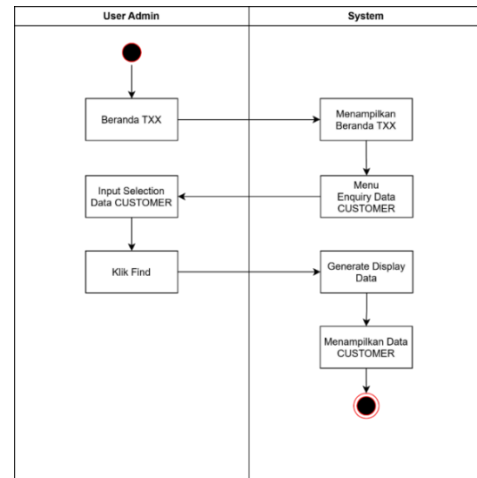 User Admin
System
Beranda TXX
Menampilkan
Beranda TXX
Input Selection
Data CUSTOMER
Menu
Enquiry Data
CUSTOMER
Klik Find
Generate Display
Data
Menampilkan Data
CUSTOMER